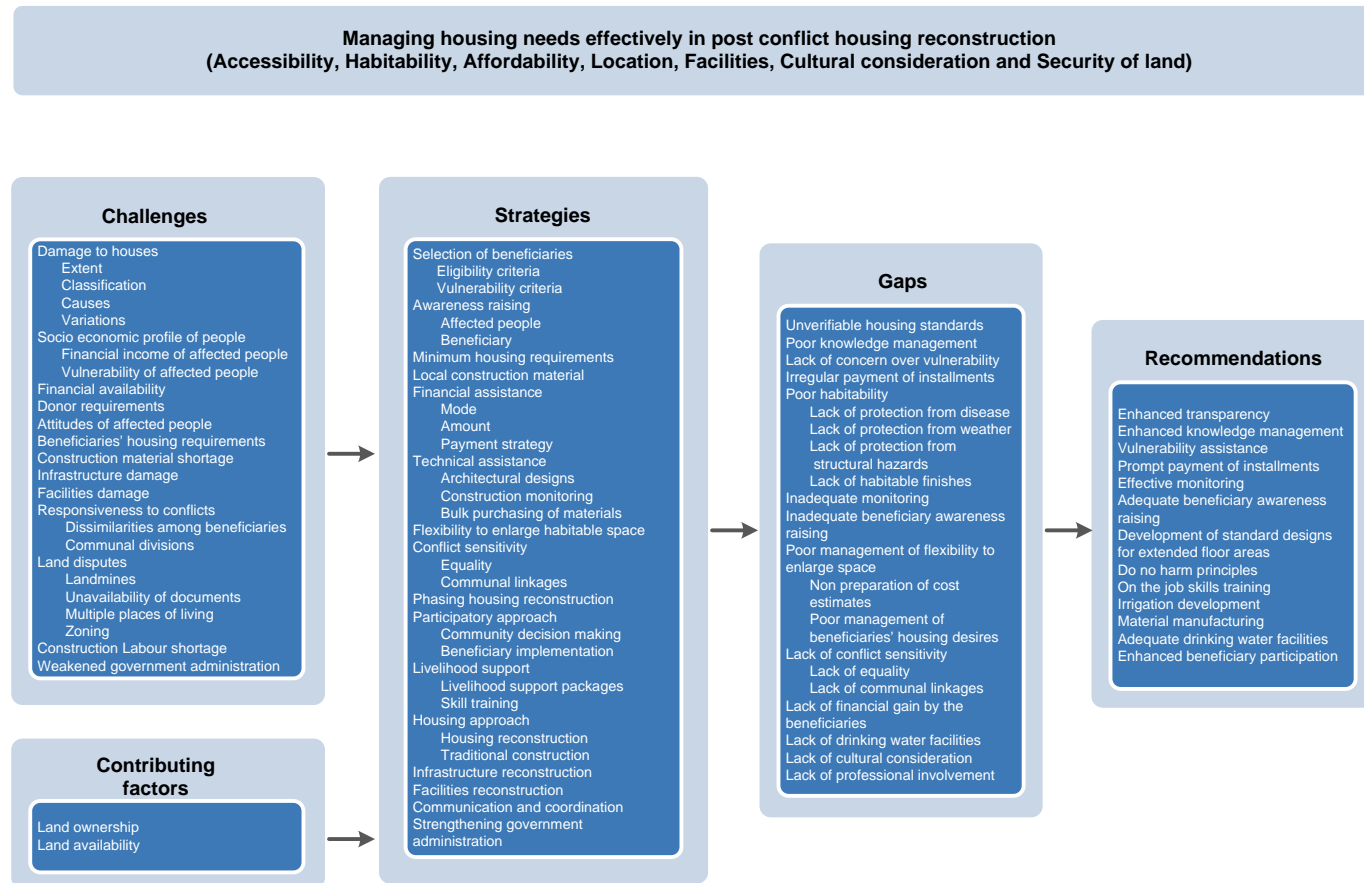 Managing housing needs effectively in post conflict housing reconstruction
(Accessibility, Habitability, Affordability, Location, Facilities, Cultural consideration and Security of land)
Challenges
Damage to houses
Extent
Classification
Causes
Variations
Socio economic profile of people
Financial income of affected people
Vulnerability of affected people
Financial availability
Donor requirements
Attitudes of affected people
Beneficiaries' housing requirements
Construction material shortage
Infrastructure damage
Facilities damage
Responsiveness to conflicts
Dissimilarities among beneficiaries
Communal divisions
Land disputes
Landmines
Unavailability of documents
Multiple places of living
Zoning
Construction Labour shortage
Weakened government administration
Contributing
factors
Land ownership
Land availability
Strategies
Selection of beneficiaries
Eligibility criteria
Vulnerability criteria
Awareness raising
Affected people
Beneficiary
Minimum housing requirements
Local construction material
Financial assistance
Mode
Amount
Payment strategy
Technical assistance
Architectural designs
Construction monitoring
Bulk purchasing of materials
Flexibility to enlarge habitable space
Conflict sensitivity
Equality
Communal linkages
Phasing housing reconstruction
Participatory approach
Community decision making
Beneficiary implementation
Livelihood support
Livelihood support packages
Skill training
Housing approach
Housing reconstruction
Traditional construction
Infrastructure reconstruction
Facilities reconstruction
Communication and coordination
Strengthening government
administration
Gaps
Unverifiable housing standards
Poor knowledge management
Lack of concern over vulnerability
Irregular payment of installments
Poor habitability
Lack of protection from disease
Lack of protection from weather
Lack of protection from
structural hazards
Lack of habitable finishes
Inadequate monitoring
Inadequate beneficiary awareness
raising
Poor management of flexibility to
enlarge space
Non preparation of cost
estimates
Poor management of
beneficiaries' housing desires
Lack of conflict sensitivity
Lack of equality
Lack of communal linkages
Lack of financial gain by the
beneficiaries
Lack of drinking water facilities
Lack of cultural consideration
Lack of professional involvement
Recommendations
Enhanced transparency
Enhanced knowledge management
Vulnerability assistance
Prompt payment of installments
Effective monitoring
Adequate beneficiary awareness
raising
Development of standard designs
for extended floor areas
Do no harm principles
On the job skills training
Irrigation development
Material manufacturing
Adequate drinking water facilities
Enhanced beneficiary participation